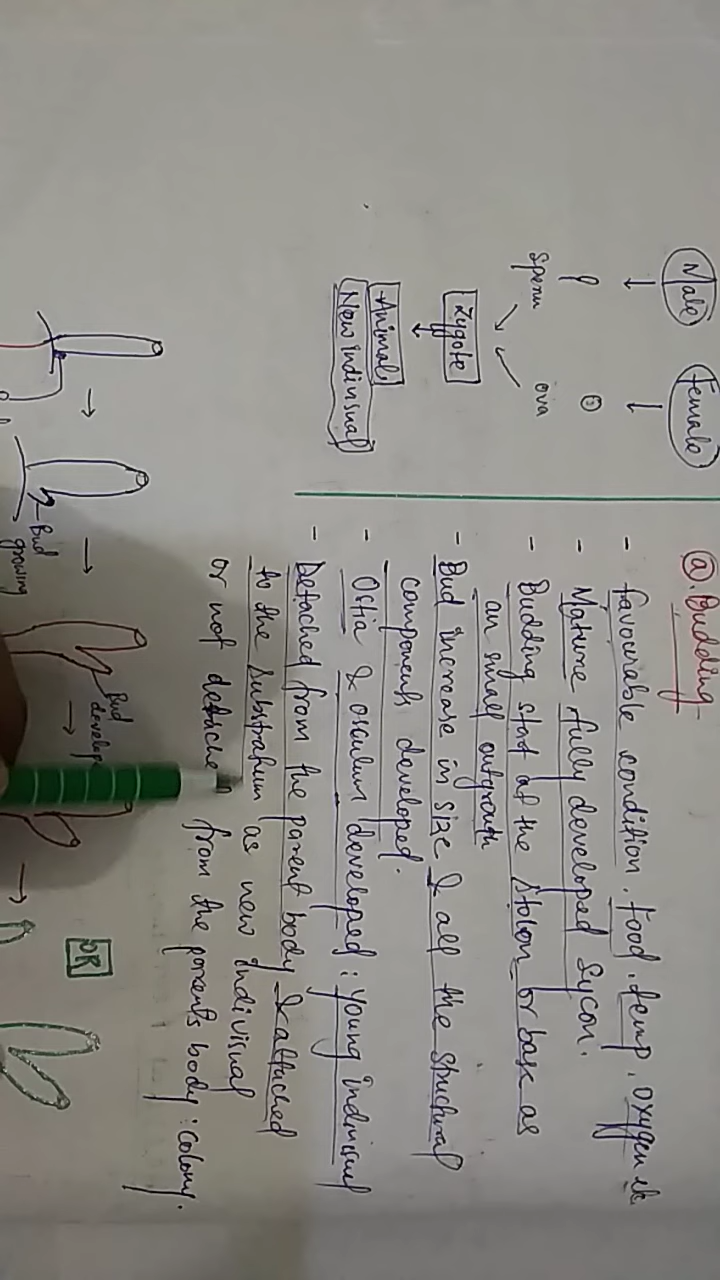 Male Female
Sperm ova
Zygote
Animal
New indivisual
(a). Budding
- favourable condition. food. temp. oxygen etc
- Mature fully developed Sycon.
- Budding start at the stolon or base as
an small outgrowth
- Bud increase in size & all the structural
components developed.
- Ostia & osculum developed : young indivisual
- Detached from the parent body & attached
to the substratum as new indivisual
or not detache from the parents body : colony.
Bud
growing
Bud
develop
OR